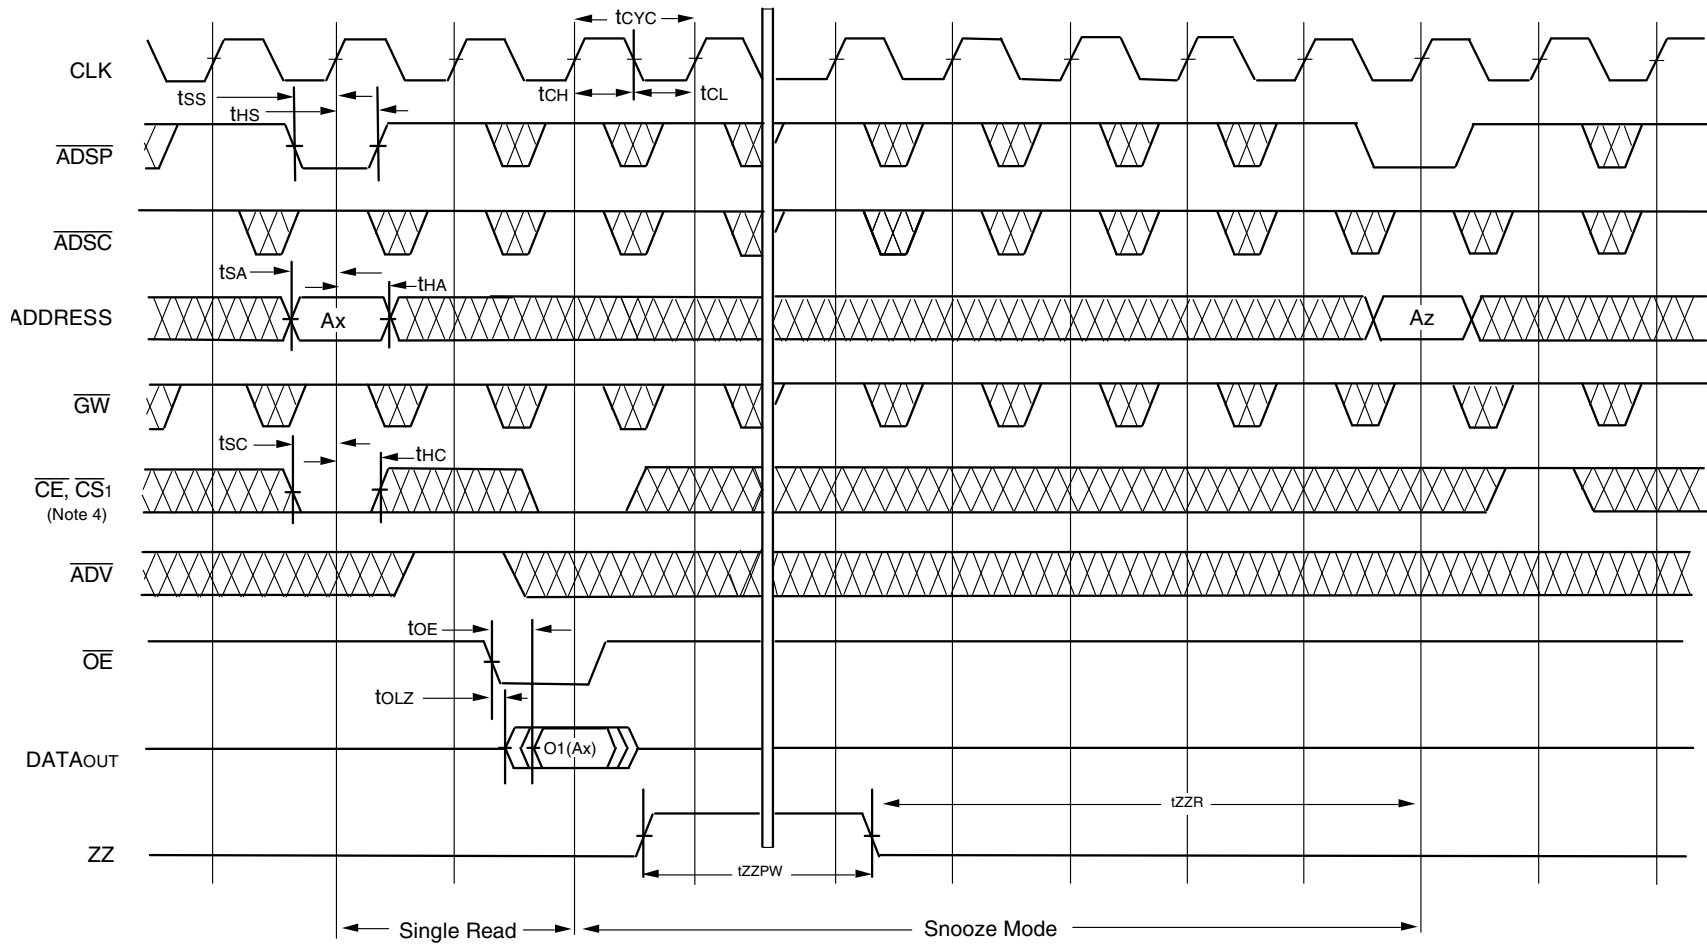 tCYC
CLK
tSS
tCH
tCL
tHS
ADSP
ADSC
tSA
tHA
ADDRESS
Ax
Az
GW
tSC
tHC
CE, CS1
(Note 4)
ADV
tOE
OE
tOLZ
O1(Ax)
DATAOUT
tZZR
ZZ
tZZPW
Single Read
Snooze Mode